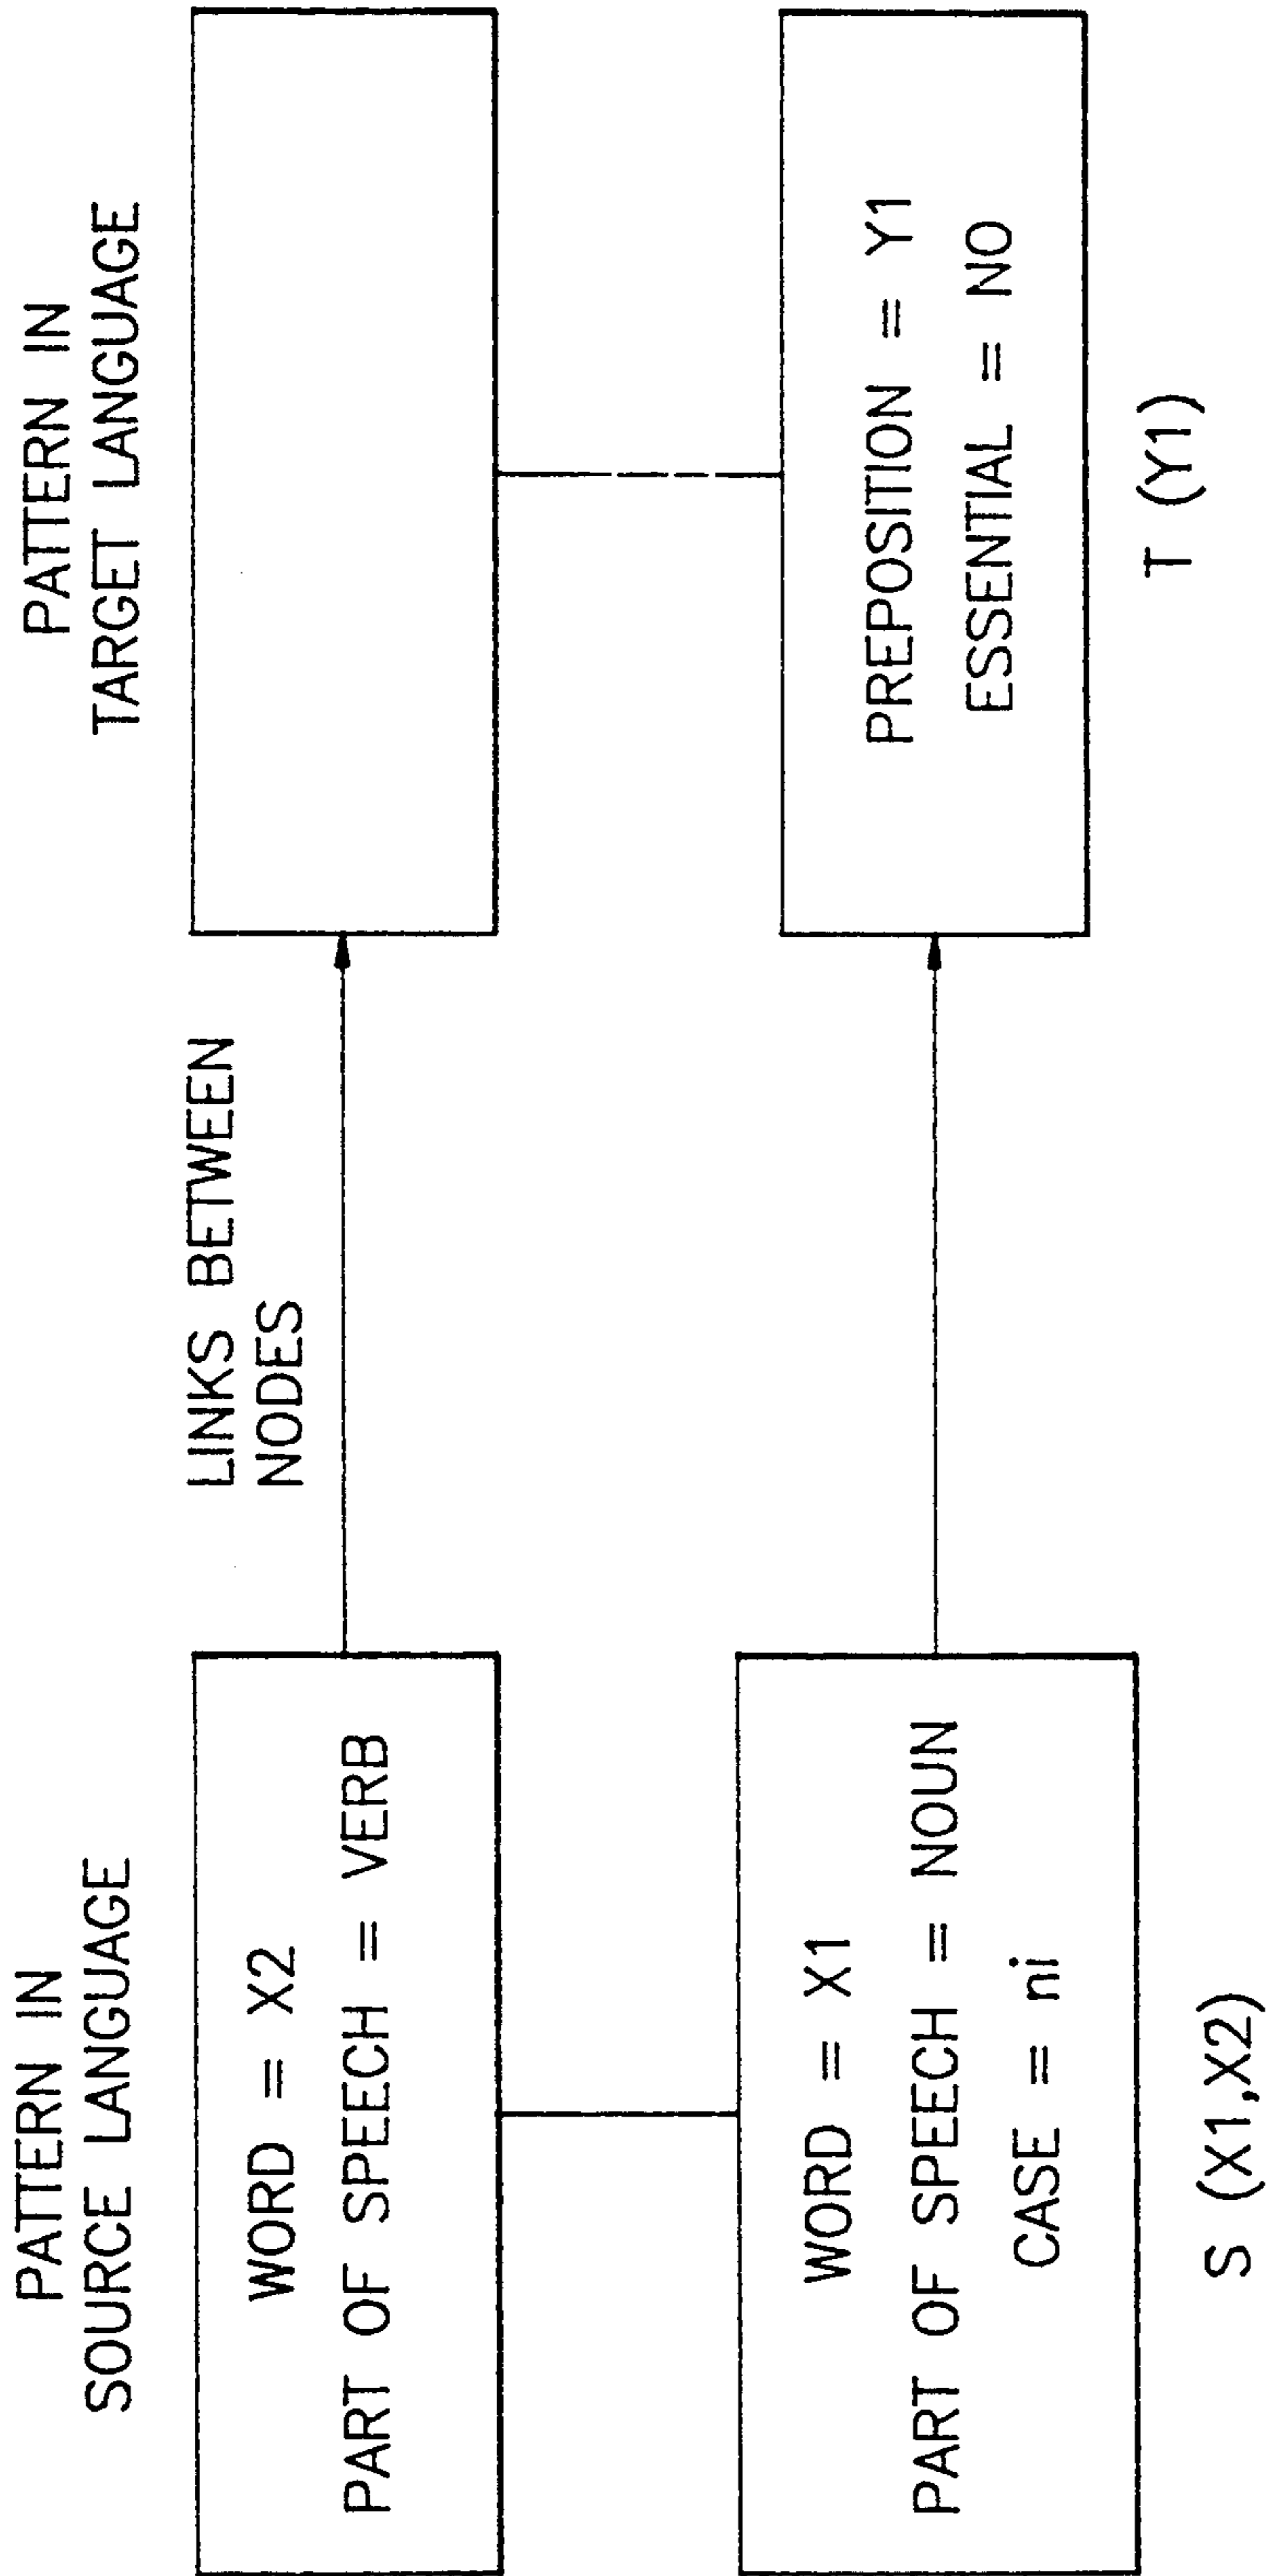 PATTERN IN
SOURCE LANGUAGE
WORD = X2
PART OF SPEECH = VERB
WORD = X1
PART OF SPEECH = NOUN
CASE = ni
S (X1,X2)
LINKS BETWEEN
NODES
PATTERN IN
TARGET LANGUAGE
PREPOSITION = Y1
ESSENTIAL = NO
T (Y1)